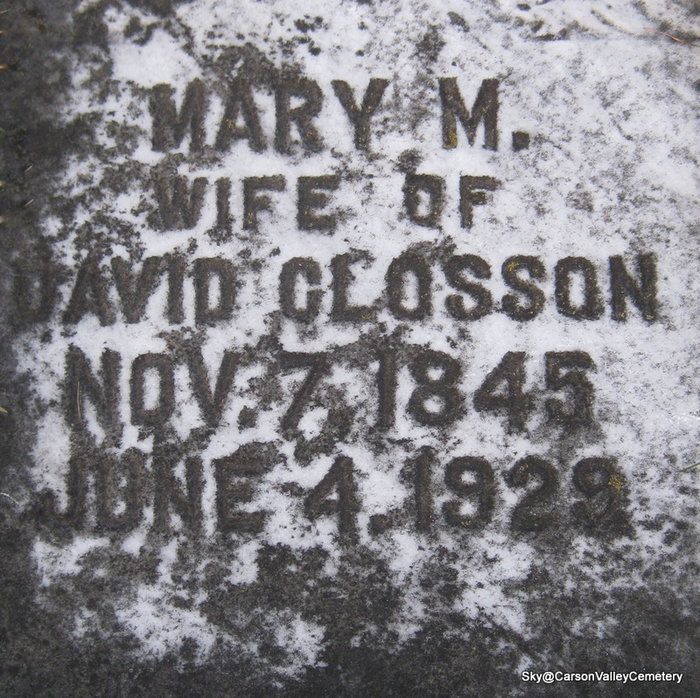 MARY M.
WIFE OF
DAVID CLOSSON
NOV. 7, 1845
JUNE 4, 1929
Sky@CarsonValleyCemetery